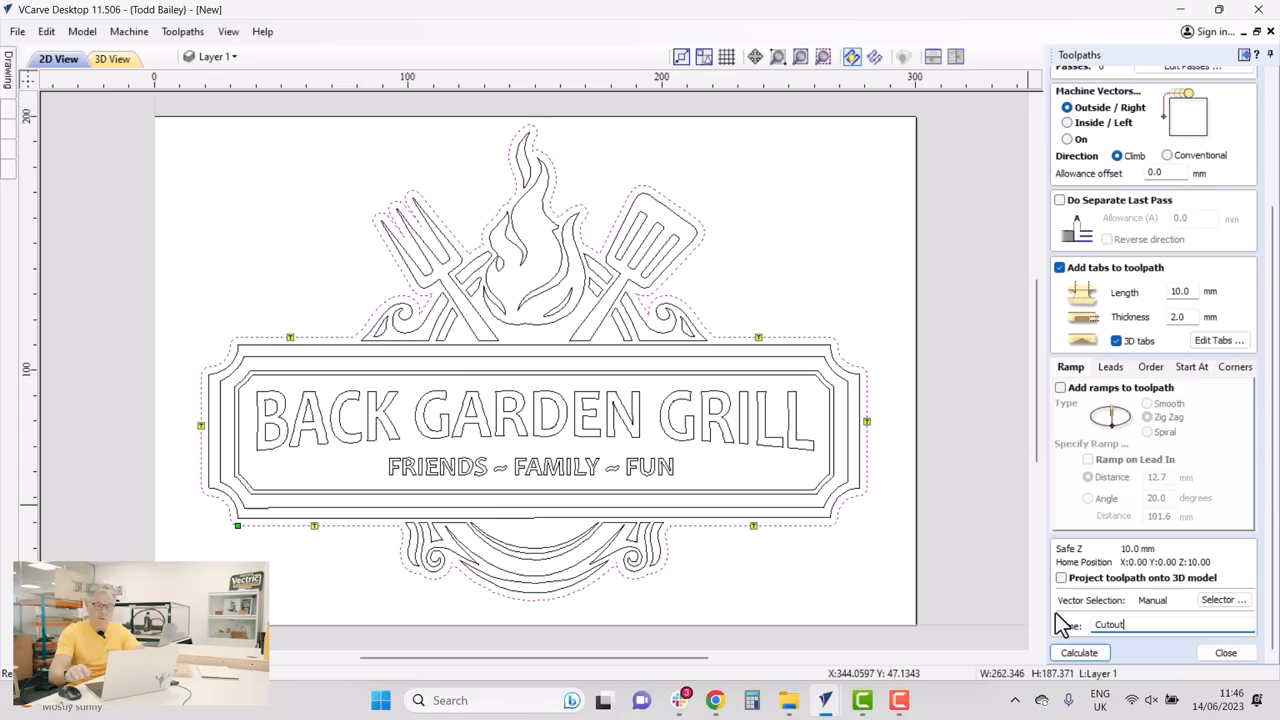 VCarve Desktop 11.506 - {Todd Bailey} - [New]
File Edit Model Machine Toolpaths View Help
Sign in...
Drawing
2D View 3D View Layer 1
Toolpaths
0 100 200 300
200
100
Machine Vectors...
Outside / Right
Inside / Left
On
Direction Climb Conventional
Allowance offset 0.0 mm
Do Separate Last Pass
A Allowance (A) 0.0 mm
Reverse direction
Add tabs to toolpath
Length 10.0 mm
Thickness 2.0 mm
3D tabs Edit Tabs ...
Ramp Leads Order Start At Corners
Add ramps to toolpath
Type Smooth
Zig Zag
Spiral
Specify Ramp ...
Ramp on Lead In
Distance 12.7 mm
Angle 20.0 degrees
Distance 101.6 mm
Safe Z 10.0 mm
Home Position X:0.00 Y:0.00 Z:10.00
Project toolpath onto 3D model
Vector Selection: Manual Selector ...
Cutout
Calculate Close
BACK GARDEN GRILL
FRIENDS ~ FAMILY ~ FUN
T T T T T T
Vectric
X:344.0597 Y: 47.1343 W:262.346 H:187.371 L:Layer 1
Mostly sunny
Search
3
ENG
UK
11:46
14/06/2023